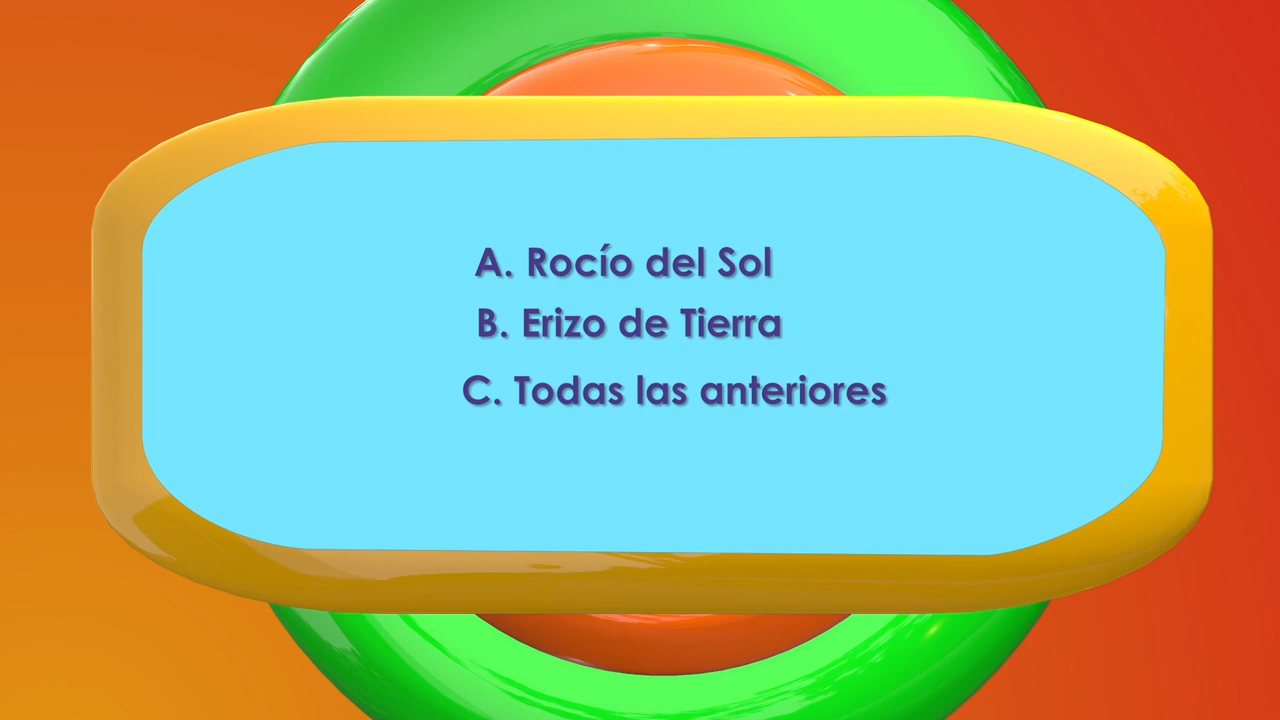 A. Rocío del Sol
B. Erizo de Tierra
C. Todas las anteriores